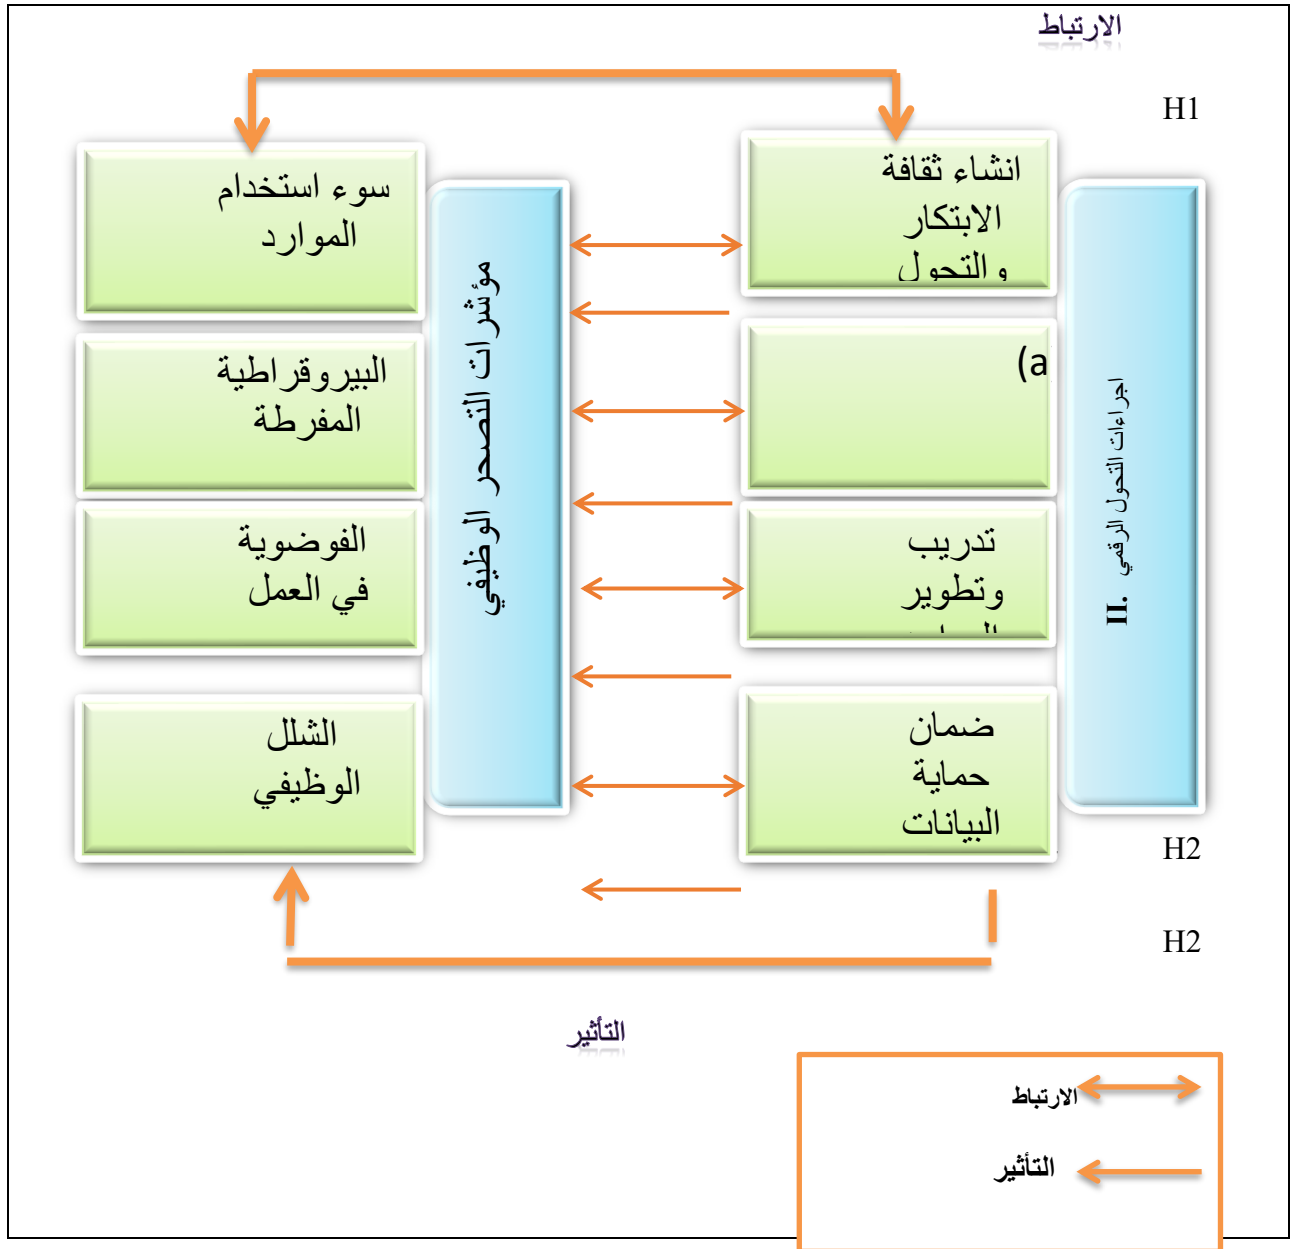 الارتباط
H1
انشاء ثقافة
الابتكار
والتحول
(a
تدريب
وتطوير
ضمان
حماية
البيانات
II. اجراءات التحول الرقمي
مؤشرات التصحر الوظيفي
سوء استخدام
الموارد
البيروقراطية
المفرطة
الفوضوية
في العمل
الشلل
الوظيفي
H2
H2
التأثير
الارتباط
التأثير